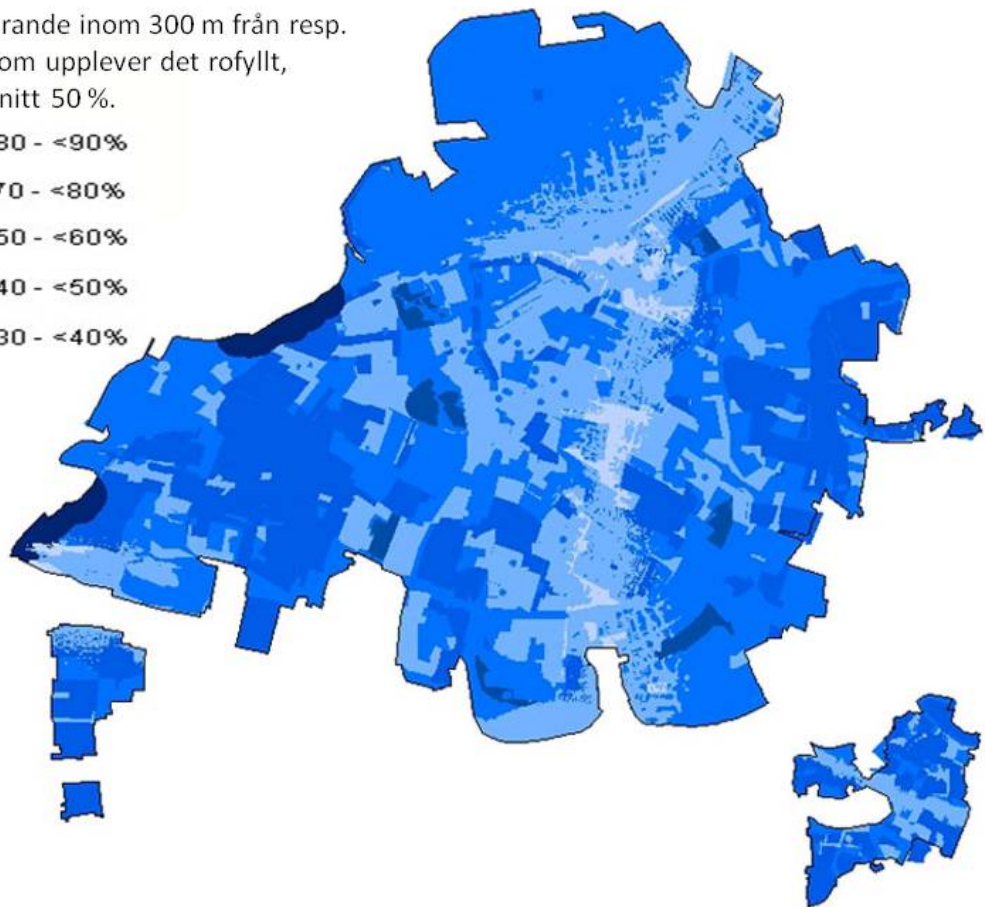 rande inom 300 m från resp.
om upplever det rofyllt,
nitt 50 %.
80 - <90%
70 - <80%
50 - <60%
40 - <50%
30 - <40%